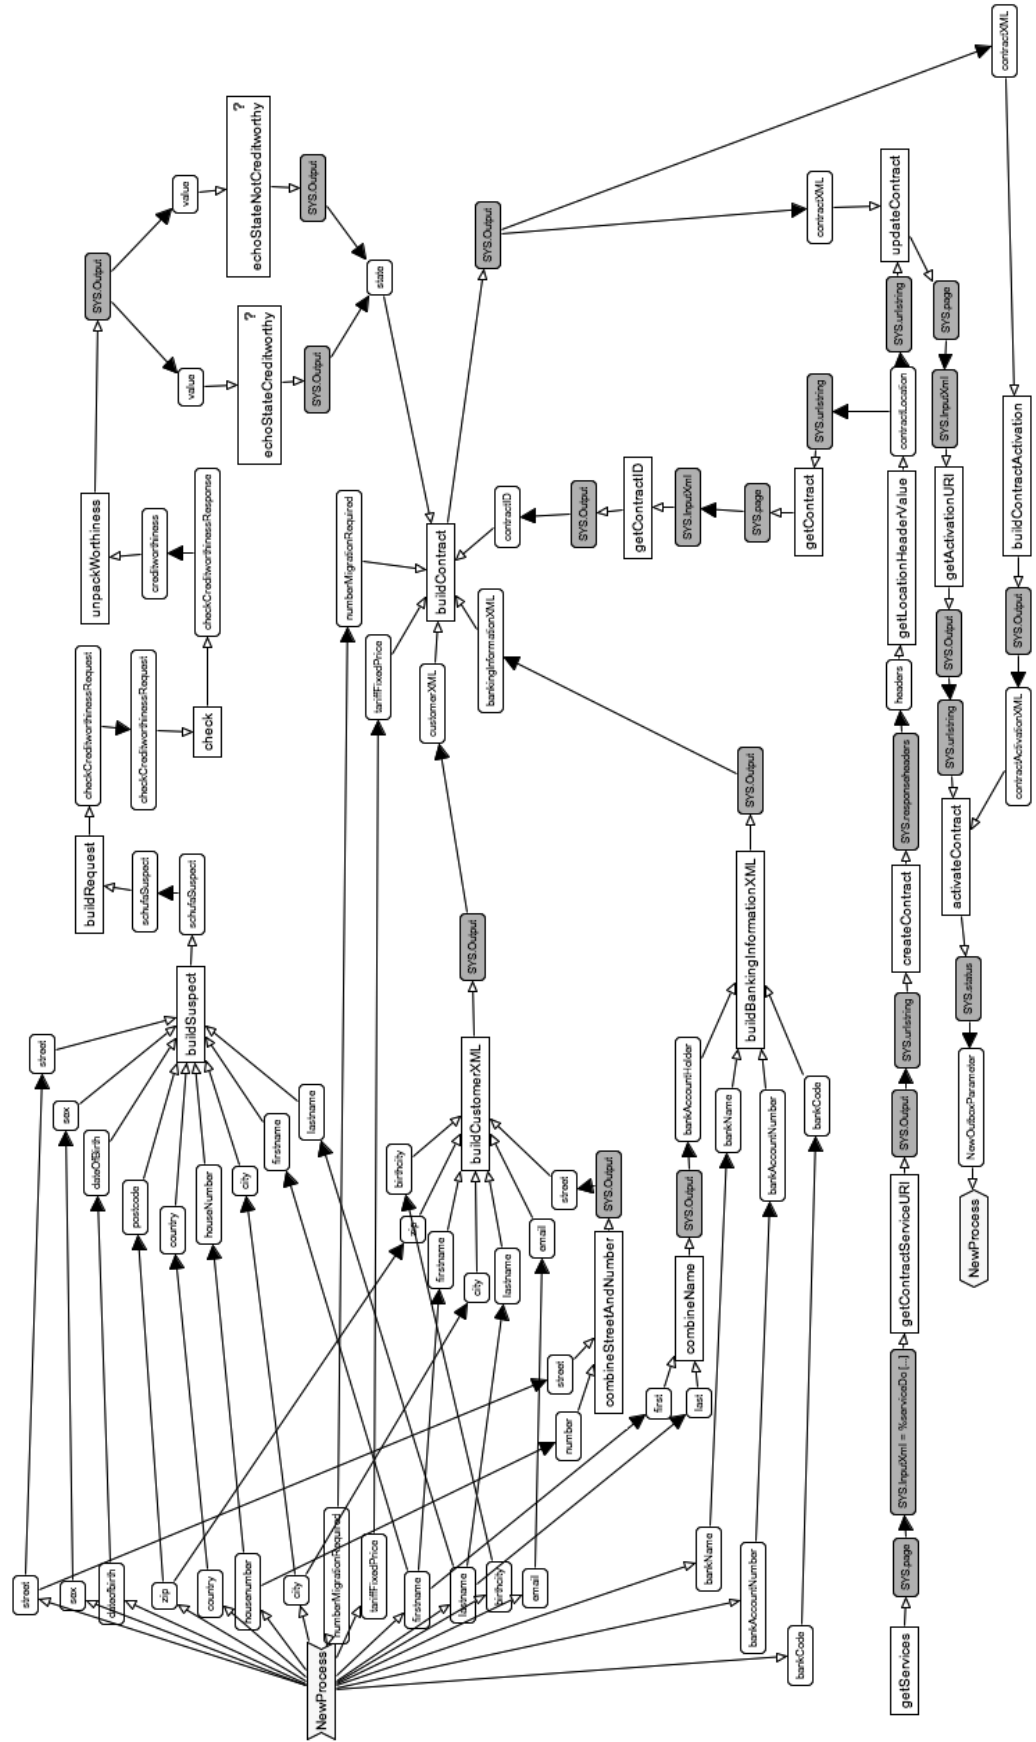 street
street
sex
sex
buildRequest
checkCreditworthinessRequest
unpackWorthiness
SYS.Output
dateofbirth
dateOfBirth
postcode
schufaSuspect
checkCreditworthinessRequest
creditworthiness
zip
country
buildSuspect
schufaSuspect
value
value
country
houseNumber
check
checkCreditworthinessResponse
housenumber
city
echoStateCreditworthy
?
echoStateNotCreditworthy
?
firstname
city
lastname
SYS.Output
SYS.Output
NewProcess
numberMigrationRequired
numberMigrationRequired
tariffFixedPrice
tariffFixedPrice
state
birthcity
firstname
zip
firstname
customerXML
buildContract
lastname
city
buildCustomerXML
SYS.Output
bankingInformationXML
SYS.Output
birthcity
lastname
contractID
email
email
street
street
number
SYS.Output
combineStreetAndNumber
SYS.Output
first
getContractID
last
combineName
SYS.Output
bankAccountHolder
SYS.InputXml
bankName
bankName
bankAccountNumber
bankAccountNumber
buildBankingInformationXML
SYS.Output
SYS.page
bankCode
bankCode
getContract
SYS.urlstring
contractXML
getServices
SYS.page
SYS.InputXml = %serviceDo [...]
getContractServiceURI
SYS.Output
SYS.urlstring
createContract
SYS.responseheaders
headers
getLocationHeaderValue
contractLocation
SYS.urlstring
updateContract
NewProcess
NewOutboxParameter
SYS.status
activateContract
SYS.urlstring
SYS.Output
getActivationURI
SYS.InputXml
SYS.page
contractActivationXML
SYS.Output
buildContractActivation
contractXML